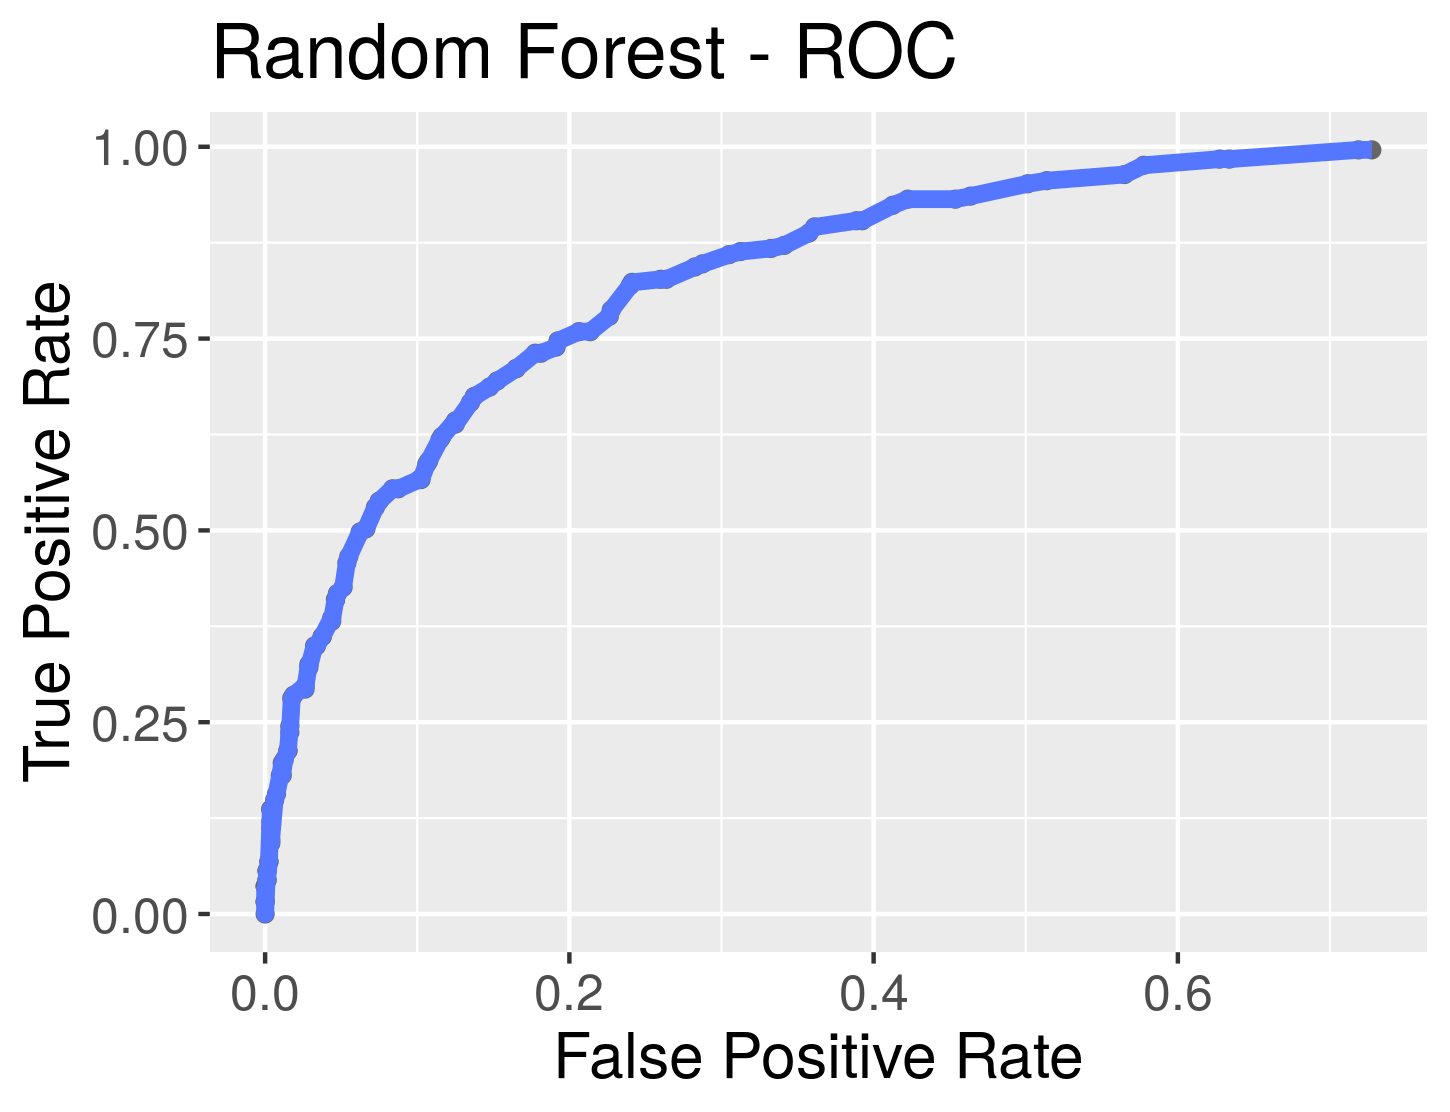 Random Forest - ROC
True Positive Rate
1.00
0.75
0.50
0.25
0.00
0.0 0.2 0.4 0.6
False Positive Rate